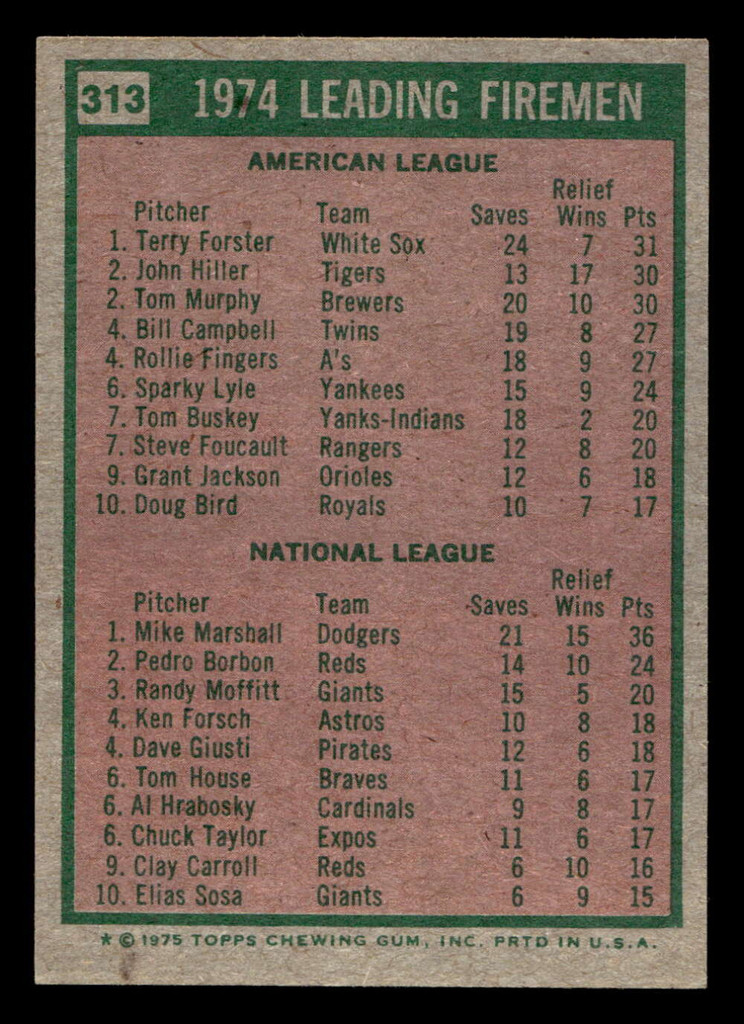 313 1974 LEADING FIREMEN
AMERICAN LEAGUE
Relief
Pitcher Team Saves Wins Pts
1. Terry Forster White Sox 24 7 31
2. John Hiller Tigers 13 17 30
2. Tom Murphy Brewers 20 10 30
4. Bill Campbell Twins 19 8 27
4. Rollie Fingers A's 18 9 27
6. Sparky Lyle Yankees 15 9 24
7. Tom Buskey Yanks-Indians 18 2 20
7. Steve Foucault Rangers 12 8 20
9. Grant Jackson Orioles 12 6 18
10. Doug Bird Royals 10 7 17
NATIONAL LEAGUE
Relief
Pitcher Team Saves Wins Pts
1. Mike Marshall Dodgers 21 15 36
2. Pedro Borbon Reds 14 10 24
3. Randy Moffitt Giants 15 5 20
4. Ken Forsch Astros 10 8 18
4. Dave Giusti Pirates 12 6 18
6. Tom House Braves 11 6 17
6. Al Hrabosky Cardinals 9 8 17
6. Chuck Taylor Expos 11 6 17
9. Clay Carroll Reds 6 10 16
10. Elias Sosa Giants 6 9 15
* © 1975 TOPPS CHEWING GUM, INC. PRTD IN U.S.A.